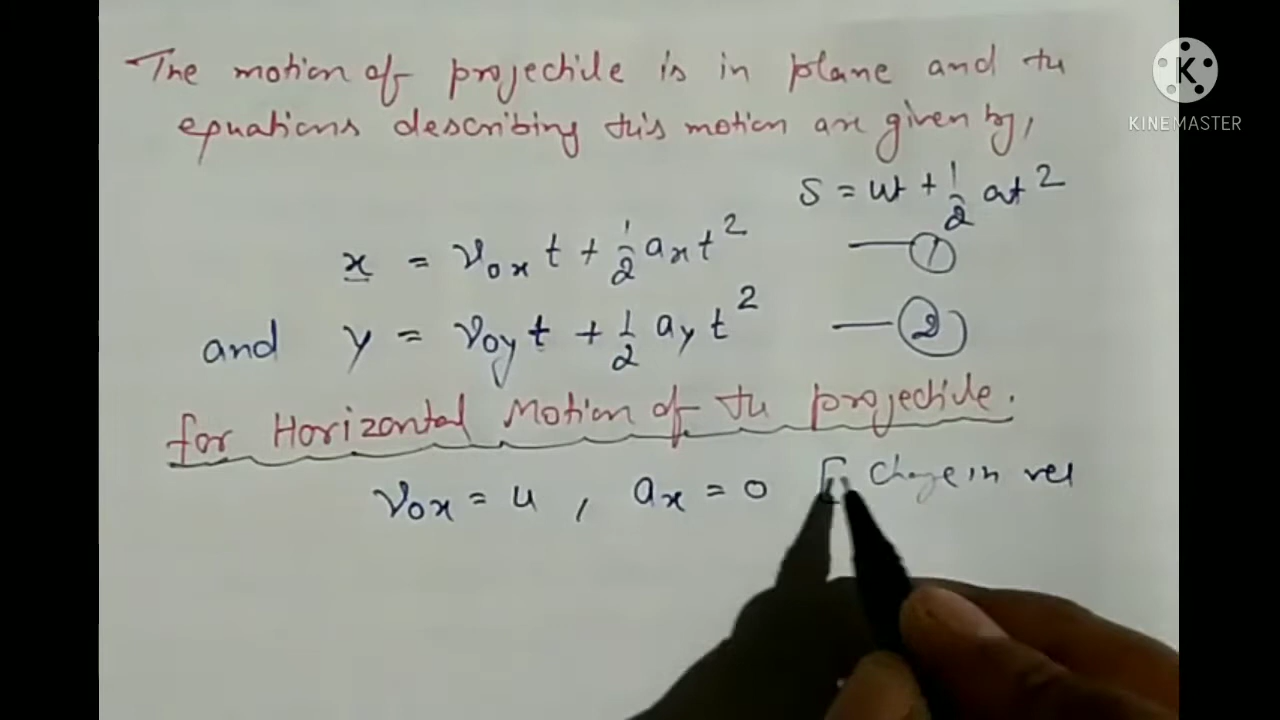 The motion of projectile is in plane and the
K
KINEMASTER
equations describing this motion are given by,
S = ut + 1/2 at²
x = v₀ₓ t + 1/2 aₓ t² —①
and y = v₀y t + 1/2 ay t² —②
for Horizontal Motion of the projectile.
v₀ₓ = u , aₓ = 0 [ Change in vel